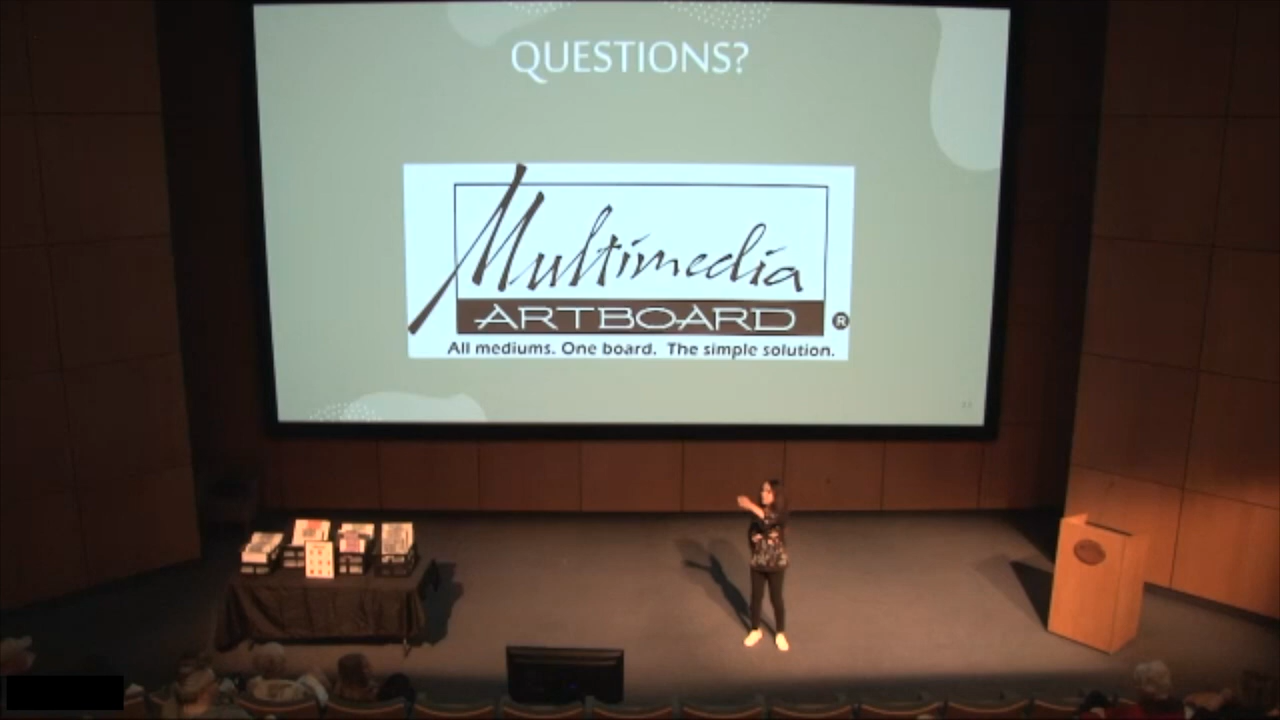 QUESTIONS?
Multimedia
ARTBOARD ®
All mediums. One board. The simple solution.